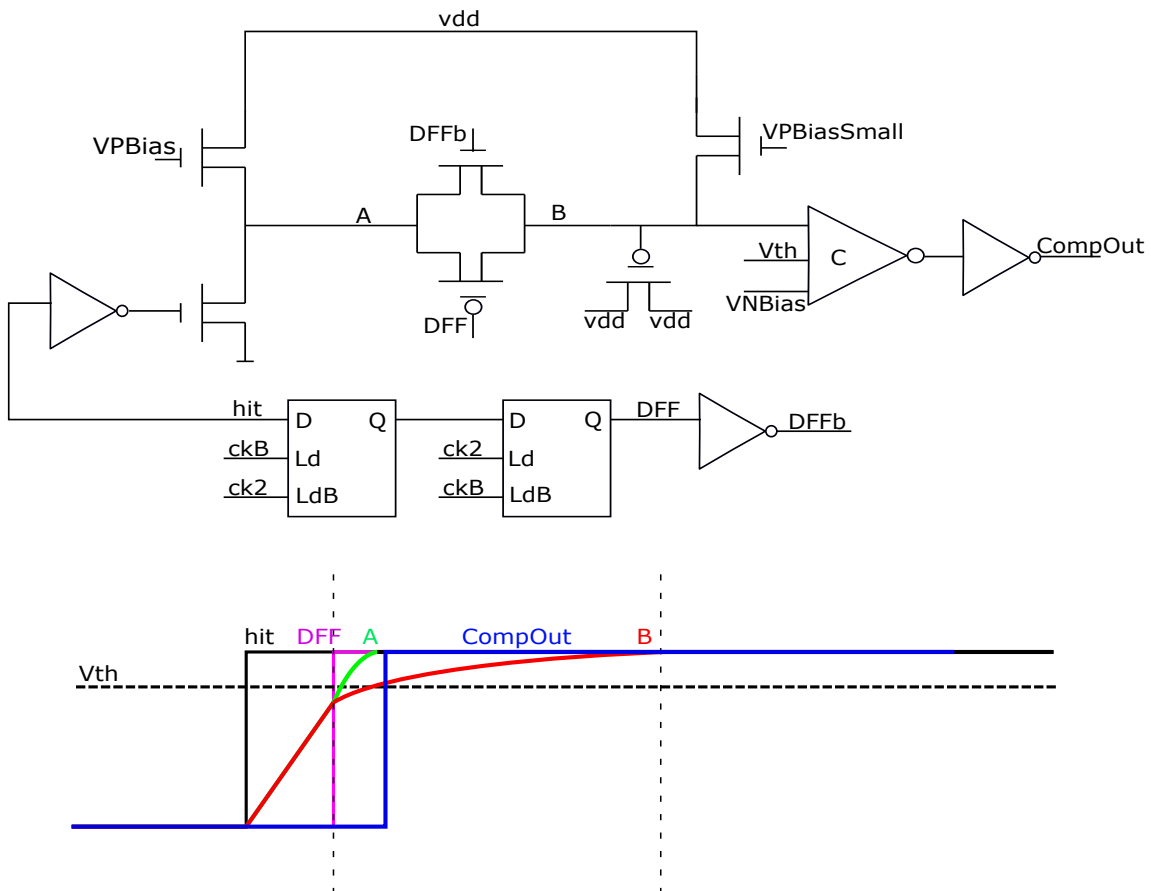 vdd
VPBias
DFFb
VPBiasSmall
A
B
Vth
C
CompOut
VNBias
DFF
vdd
vdd
hit
D
Q
ckB
Ld
ck2
LdB
D
Q
ck2
Ld
ckB
LdB
DFF
DFFb
hit
DFF
A
CompOut
B
Vth